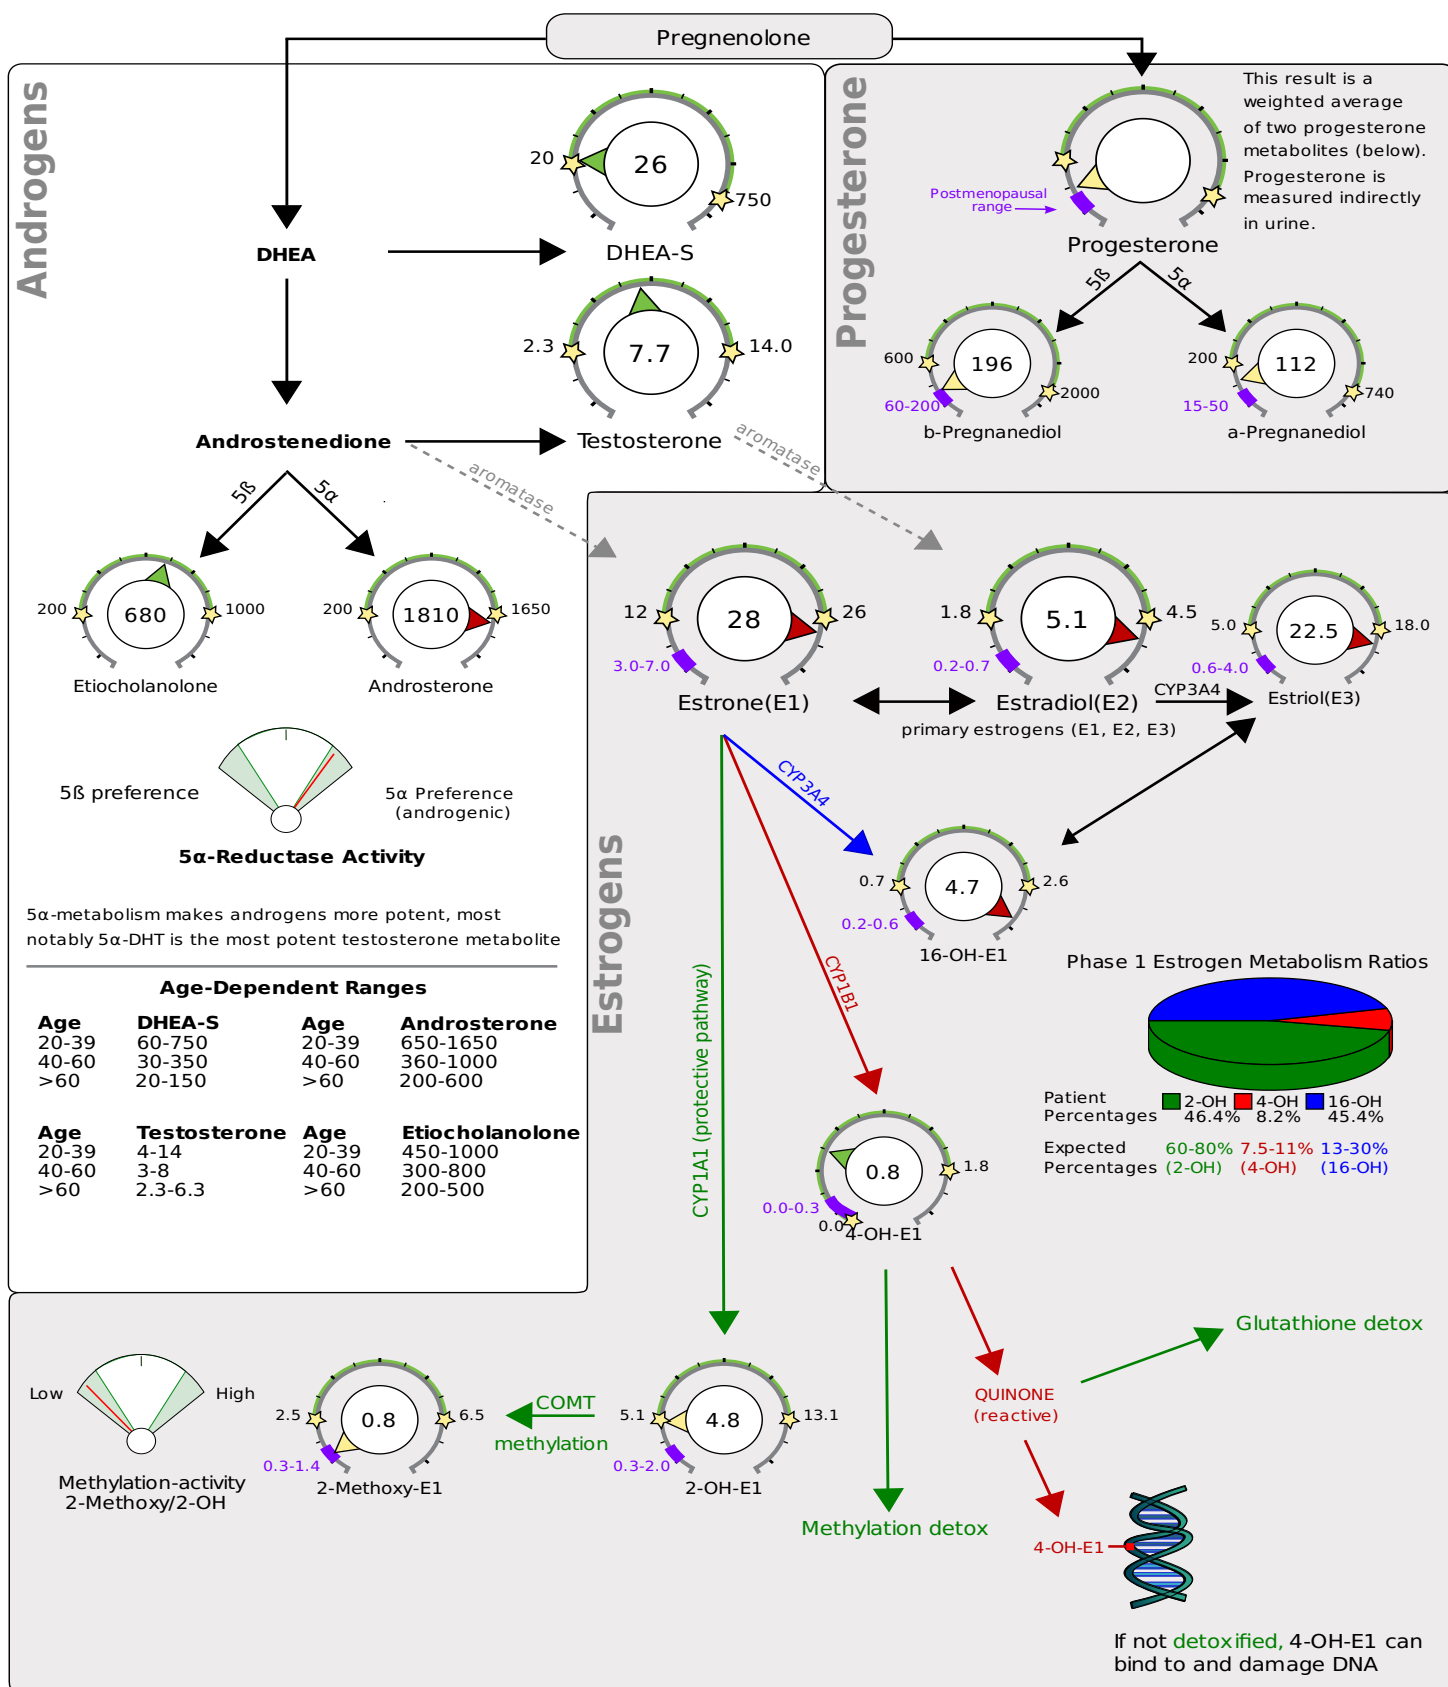 Pregnenolone
Androgens
20
26
750
DHEA-S
DHEA
2.3
7.7
14.0
Testosterone
Androstenedione
aromatase
aromatase
5ß
5α
200
680
1000
Etiocholanolone
200
1810
1650
Androsterone
5ß preference
5α Preference
(androgenic)
5α-Reductase Activity
5α-metabolism makes androgens more potent, most
notably 5α-DHT is the most potent testosterone metabolite
Age-Dependent Ranges
Age DHEA-S Age Androsterone
20-39 60-750 20-39 650-1650
40-60 30-350 40-60 360-1000
>60 20-150 >60 200-600
Age Testosterone Age Etiocholanolone
20-39 4-14 20-39 450-1000
40-60 3-8 40-60 300-800
>60 2.3-6.3 >60 200-500
Progesterone
This result is a
weighted average
of two progesterone
metabolites (below).
Progesterone is
measured indirectly
in urine.
Postmenopausal
range
Progesterone
5ß
5α
600
196
2000
60-200
b-Pregnanediol
200
112
740
15-50
a-Pregnanediol
Estrogens
12
28
26
3.0-7.0
Estrone(E1)
1.8
5.1
4.5
0.2-0.7
Estradiol(E2)
5.0
22.5
18.0
0.6-4.0
Estriol(E3)
CYP3A4
primary estrogens (E1, E2, E3)
CYP3A4
0.7
4.7
2.6
0.2-0.6
16-OH-E1
CYP1B1
CYP1A1 (protective pathway)
Phase 1 Estrogen Metabolism Ratios
Patient
Percentages
2-OH 4-OH 16-OH
46.4% 8.2% 45.4%
Expected
Percentages
60-80% 7.5-11% 13-30%
(2-OH) (4-OH) (16-OH)
0.8
1.8
0.0-0.3
0.0
4-OH-E1
Glutathione detox
QUINONE
(reactive)
Low
High
Methylation-activity
2-Methoxy/2-OH
2.5
0.8
6.5
0.3-1.4
2-Methoxy-E1
COMT
methylation
5.1
4.8
13.1
0.3-2.0
2-OH-E1
Methylation detox
4-OH-E1
If not detoxified, 4-OH-E1 can
bind to and damage DNA